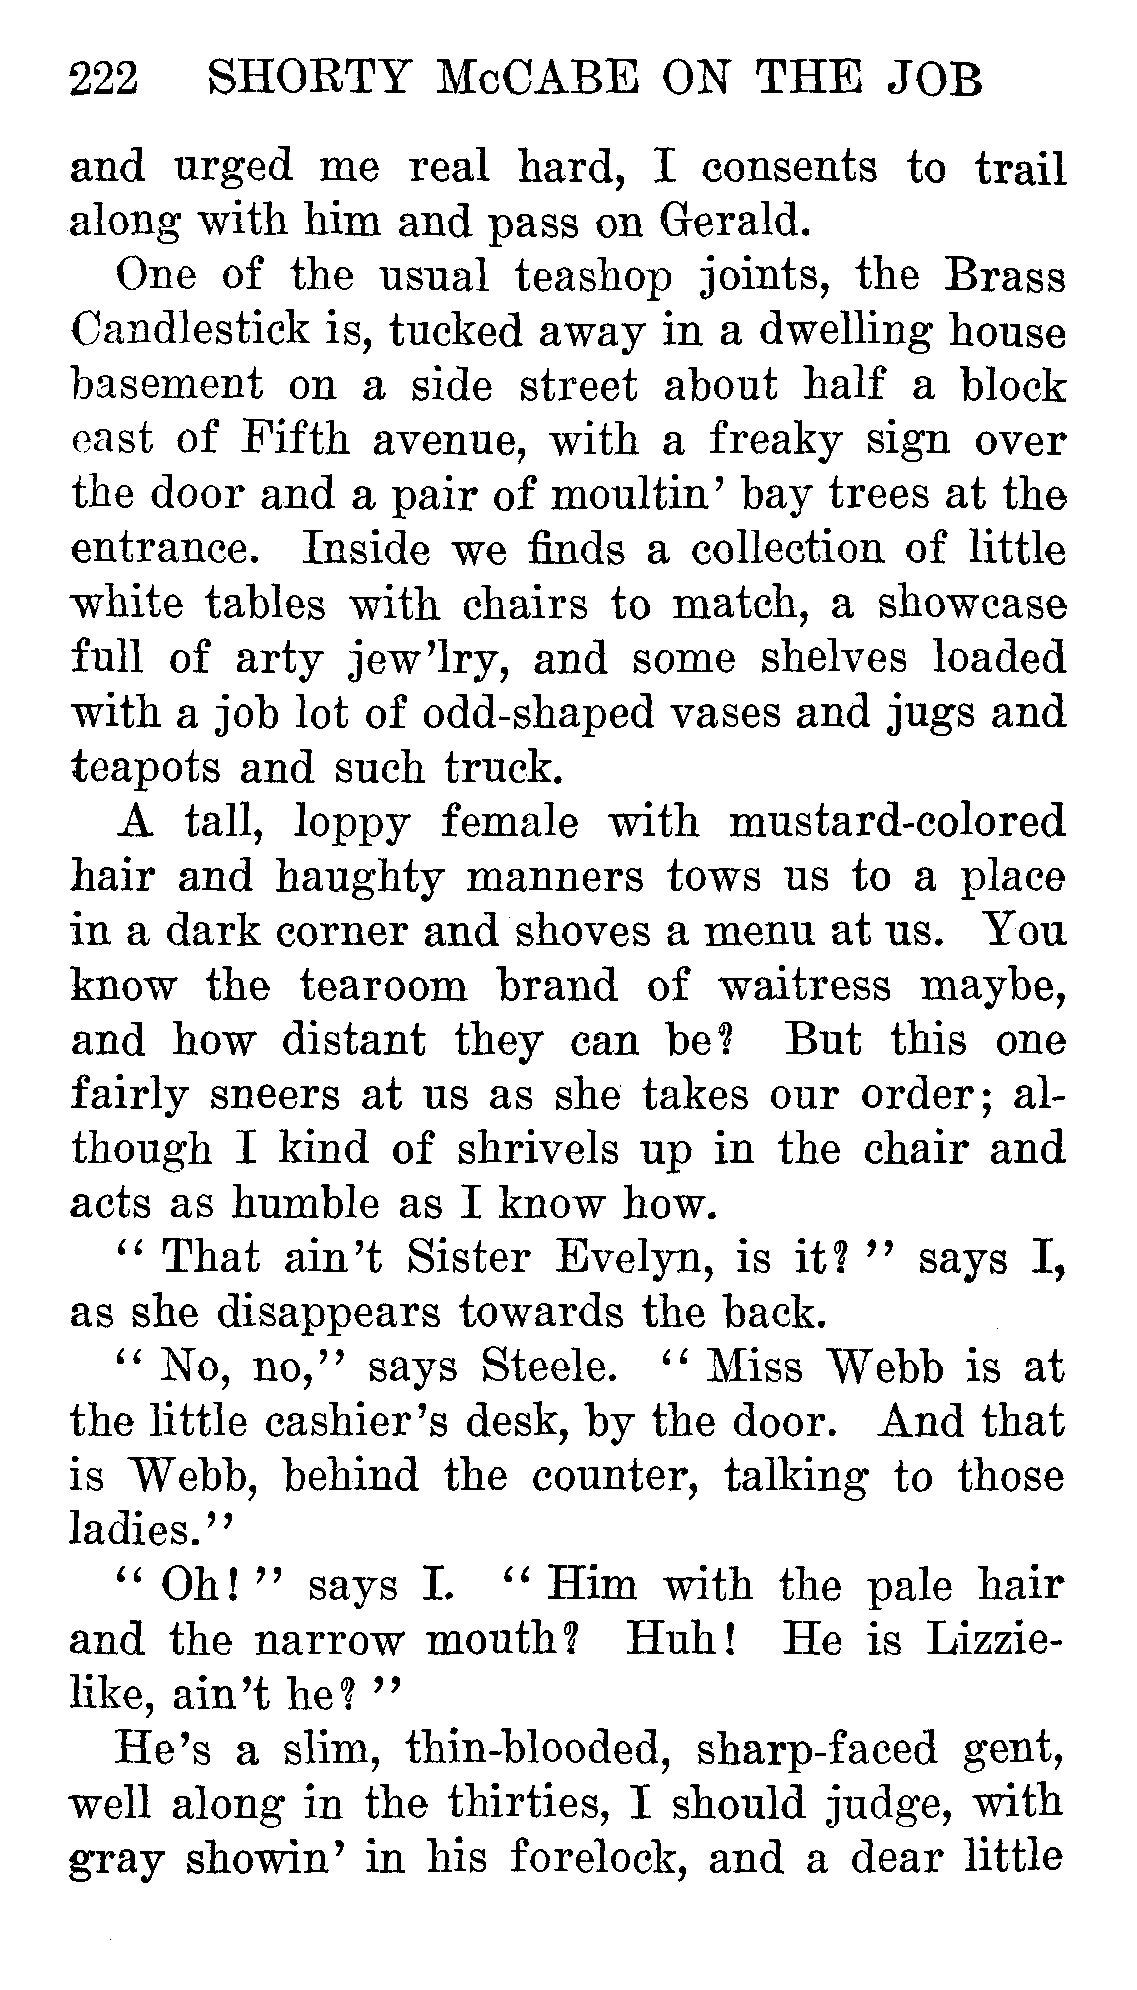 222 SHORTY McCABE ON THE JOB
and urged me real hard, I consents to trail
along with him and pass on Gerald.
One of the usual teashop joints, the Brass
Candlestick is, tucked away in a dwelling house
basement on a side street about half a block
east of Fifth avenue, with a freaky sign over
the door and a pair of moultin' bay trees at the
entrance. Inside we finds a collection of little
white tables with chairs to match, a showcase
full of arty jew'lry, and some shelves loaded
with a job lot of odd-shaped vases and jugs and
teapots and such truck.
A tall, loppy female with mustard-colored
hair and haughty manners tows us to a place
in a dark corner and shoves a menu at us. You
know the tearoom brand of waitress maybe,
and how distant they can be? But this one
fairly sneers at us as she takes our order; al-
though I kind of shrivels up in the chair and
acts as humble as I know how.
" That ain't Sister Evelyn, is it? " says I,
as she disappears towards the back.
" No, no," says Steele. " Miss Webb is at
the little cashier's desk, by the door. And that
is Webb, behind the counter, talking to those
ladies."
" Oh! " says I. " Him with the pale hair
and the narrow mouth? Huh! He is Lizzie-
like, ain't he? "
He's a slim, thin-blooded, sharp-faced gent,
well along in the thirties, I should judge, with
gray showin' in his forelock, and a dear little